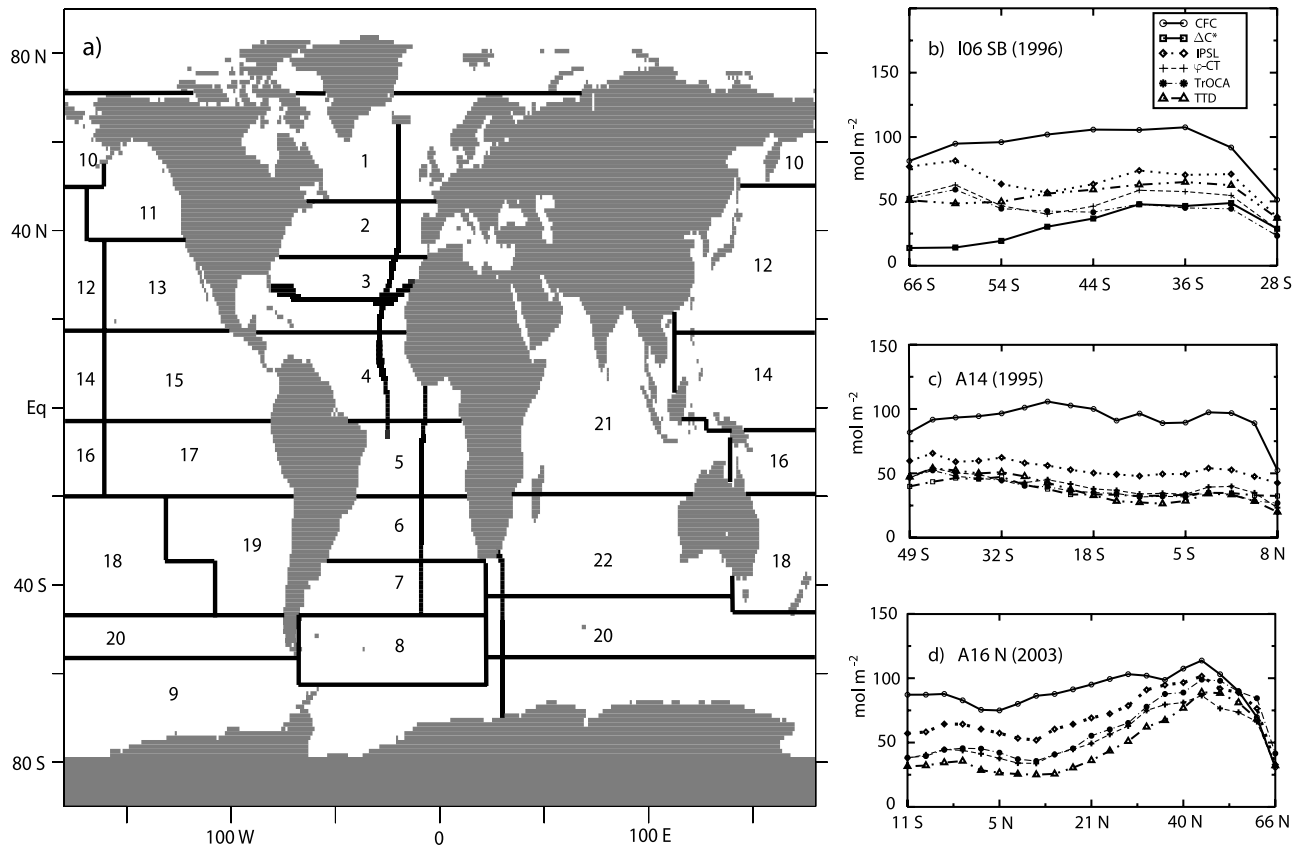 a)
80 N
40 N
Eq
40 S
80 S
100 W
0
100 E
10
1
10
11
2
12
13
3
12
14
15
4
14
21
16
17
5
16
18
19
6
22
18
7
20
8
20
9
b) I06 SB (1996)
CFC
ΔC*
IPSL
φ-CT
TrOCA
TTD
mol m⁻²
150
100
50
0
66 S
54 S
44 S
36 S
28 S
c) A14 (1995)
mol m⁻²
150
100
50
0
49 S
32 S
18 S
5 S
8 N
d) A16 N (2003)
mol m⁻²
150
100
50
0
11 S
5 N
21 N
40 N
66 N